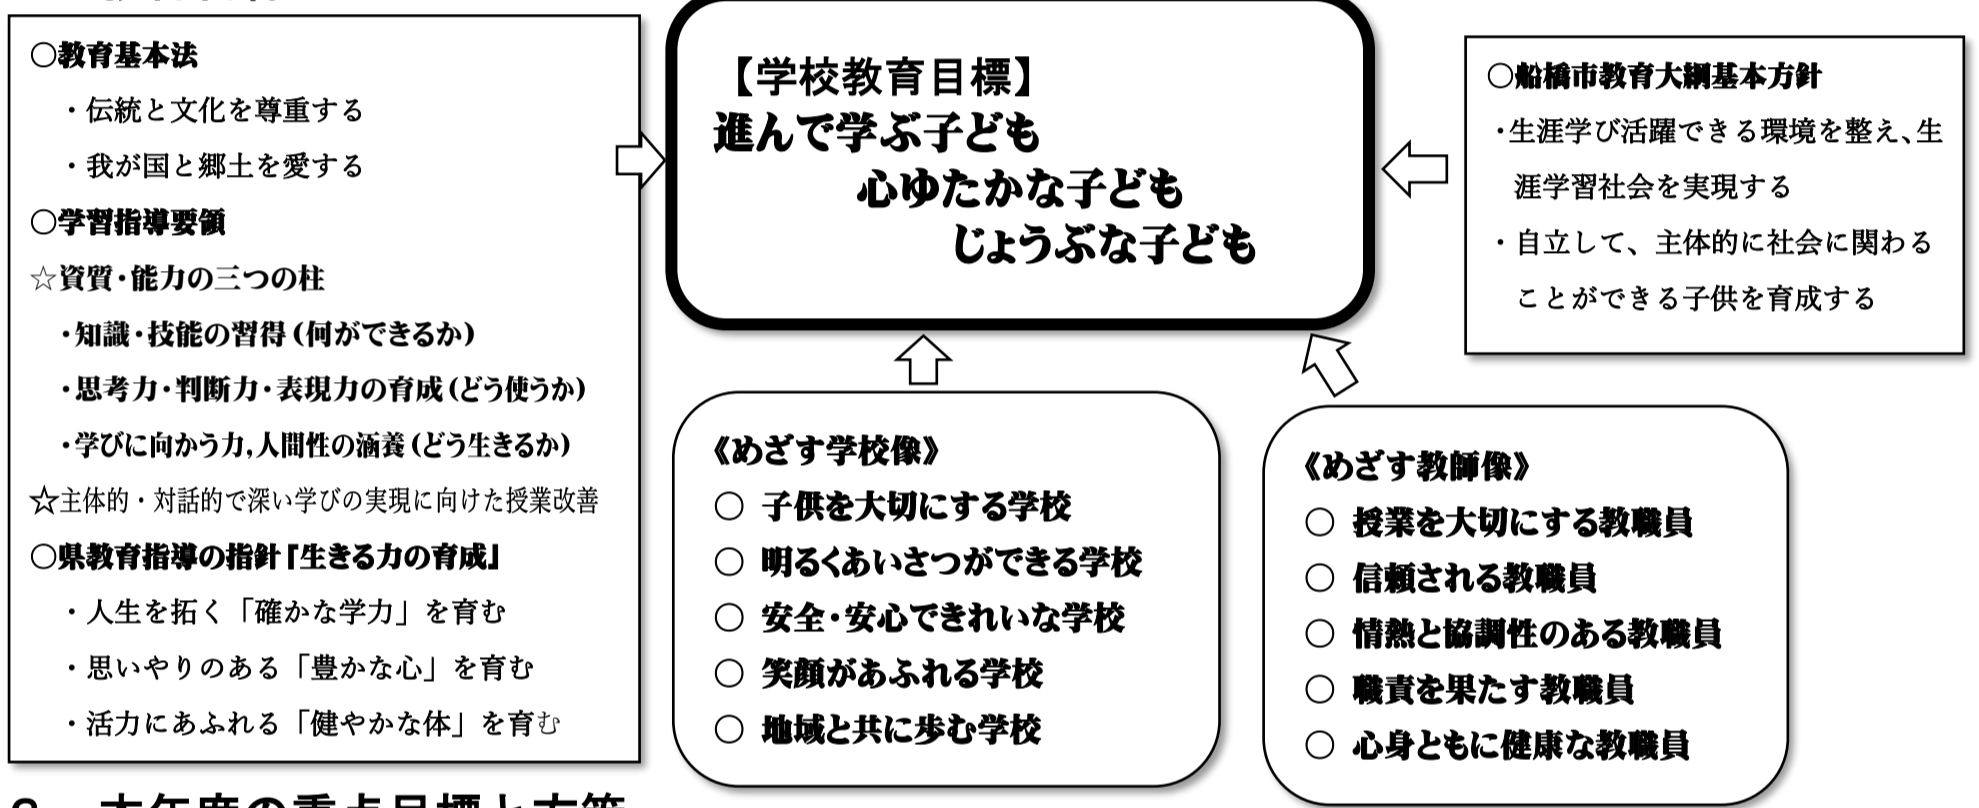 ○教育基本法
・伝統と文化を尊重する
・我が国と郷土を愛する
○学習指導要領
☆資質・能力の三つの柱
・知識・技能の習得(何ができるか)
・思考力・判断力・表現力の育成(どう使うか)
・学びに向かう力,人間性の涵養(どう生きるか)
☆主体的・対話的で深い学びの実現に向けた授業改善
○県教育指導の指針『生きる力の育成』
・人生を拓く「確かな学力」を育む
・思いやりのある「豊かな心」を育む
・活力にあふれる「健やかな体」を育む
【学校教育目標】
進んで学ぶ子ども
心ゆたかな子ども
じょうぶな子ども
○船橋市教育大綱基本方針
・生涯学び活躍できる環境を整え、生
涯学習社会を実現する
・自立して、主体的に社会に関わる
ことができる子供を育成する
《めざす学校像》
○ 子供を大切にする学校
○ 明るくあいさつができる学校
○ 安全・安心できれいな学校
○ 笑顔があふれる学校
○ 地域と共に歩む学校
《めざす教師像》
○ 授業を大切にする教職員
○ 信頼される教職員
○ 情熱と協調性のある教職員
○ 職責を果たす教職員
○ 心身ともに健康な教職員
本年度の重点目標と方策